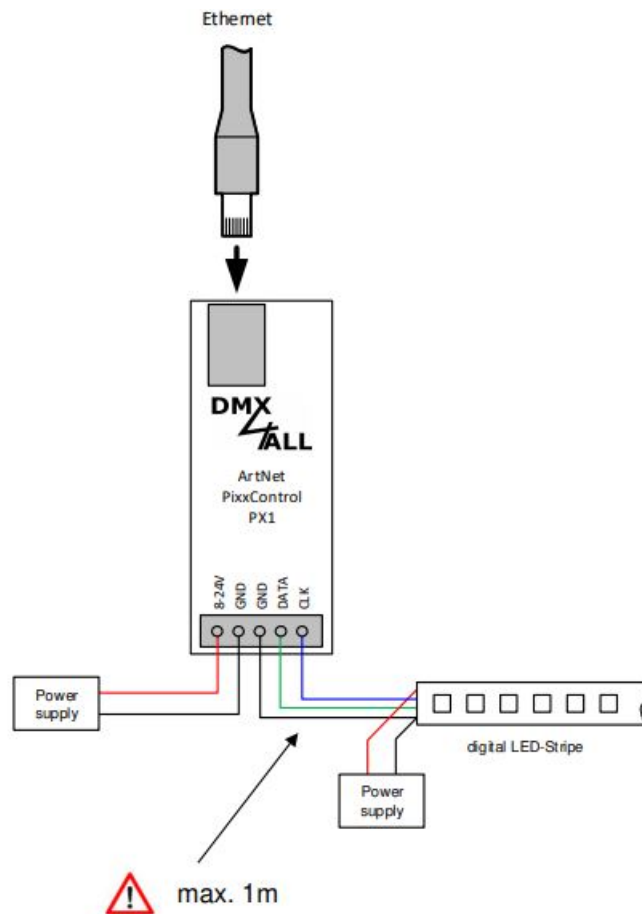 Ethernet
DMX
4ALL
ArtNet
PixxControl
PX1
8-24V
GND
GND
DATA
CLK
Power
supply
digital LED-Stripe
Power
supply
! max. 1m